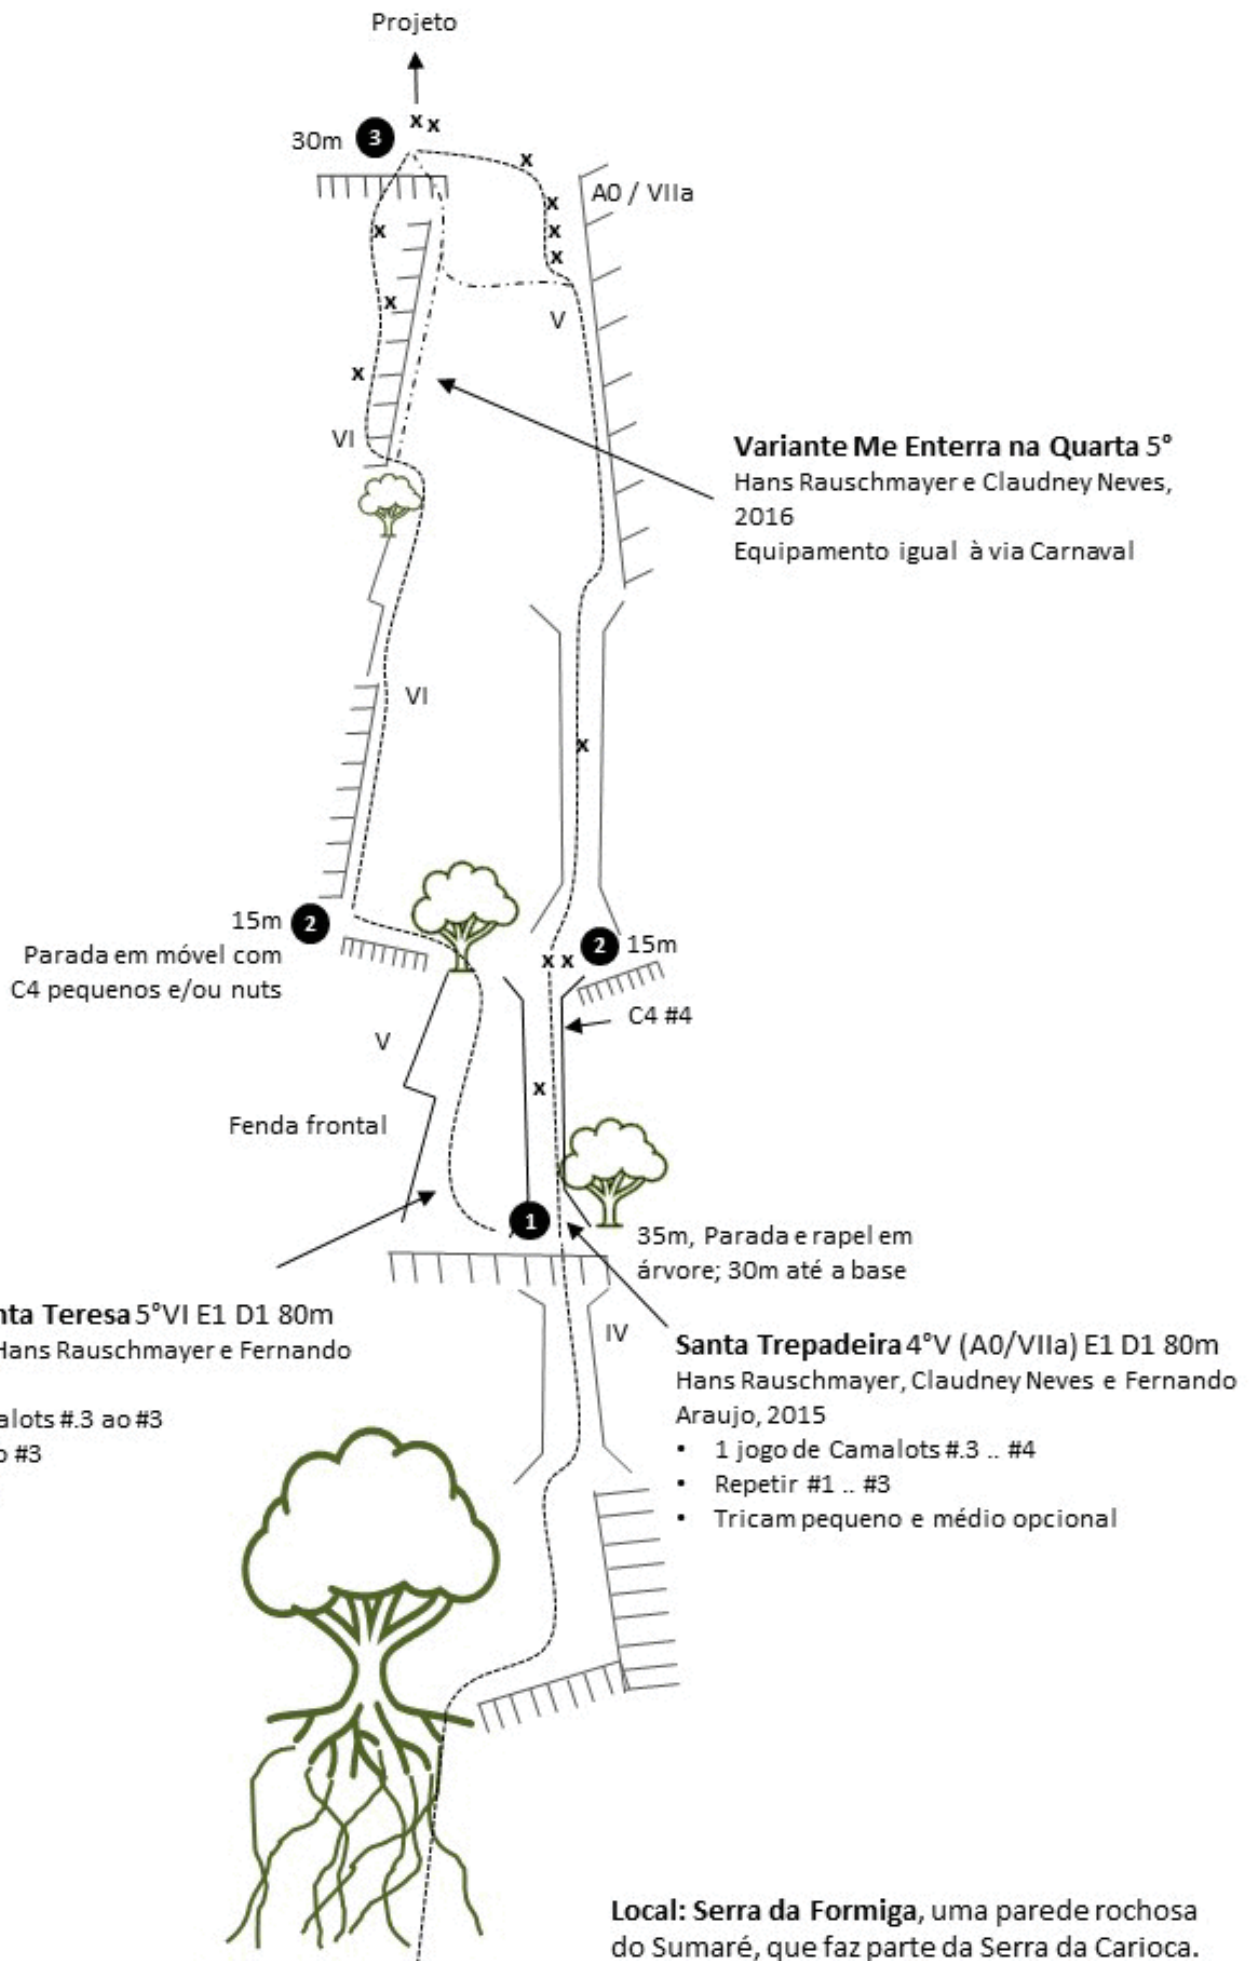 Projeto
30m 3
A0 / VIIa
V
VI
Variante Me Enterra na Quarta 5°
Hans Rauschmayer e Claudney Neves,
2016
Equipamento igual à via Carnaval
VI
15m 2
Parada em móvel com
C4 pequenos e/ou nuts
2 15m
C4 #4
V
Fenda frontal
1
35m, Parada e rapel em
árvore; 30m até a base
nta Teresa 5°VI E1 D1 80m
Hans Rauschmayer e Fernando
alots #.3 ao #3
o #3
IV
Santa Trepadeira 4°V (A0/VIIa) E1 D1 80m
Hans Rauschmayer, Claudney Neves e Fernando
Araujo, 2015
• 1 jogo de Camalots #.3 .. #4
• Repetir #1 .. #3
• Tricam pequeno e médio opcional
Local: Serra da Formiga, uma parede rochosa
do Sumaré, que faz parte da Serra da Carioca.